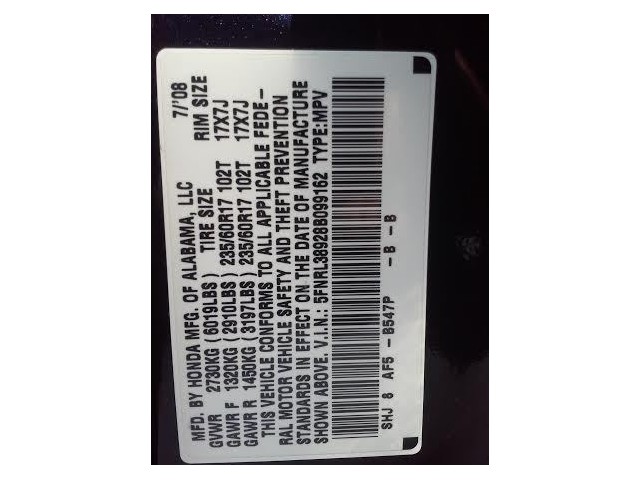 MFD. BY HONDA MFG. OF ALABAMA, LLC 7/'08
GVWR 2730KG (6019LBS) TIRE SIZE RIM SIZE
GAWR F 1320KG (2910LBS) 235/60R17 102T 17X7J
GAWR R 1450KG (3197LBS) 235/60R17 102T 17X7J
THIS VEHICLE CONFORMS TO ALL APPLICABLE FEDE-
RAL MOTOR VEHICLE SAFETY AND THEFT PREVENTION
STANDARDS IN EFFECT ON THE DATE OF MANUFACTURE
SHOWN ABOVE. V.I.N.: 5FNRL38928B099162 TYPE:MPV
SHJ 8 AF5 - B547P - B - B